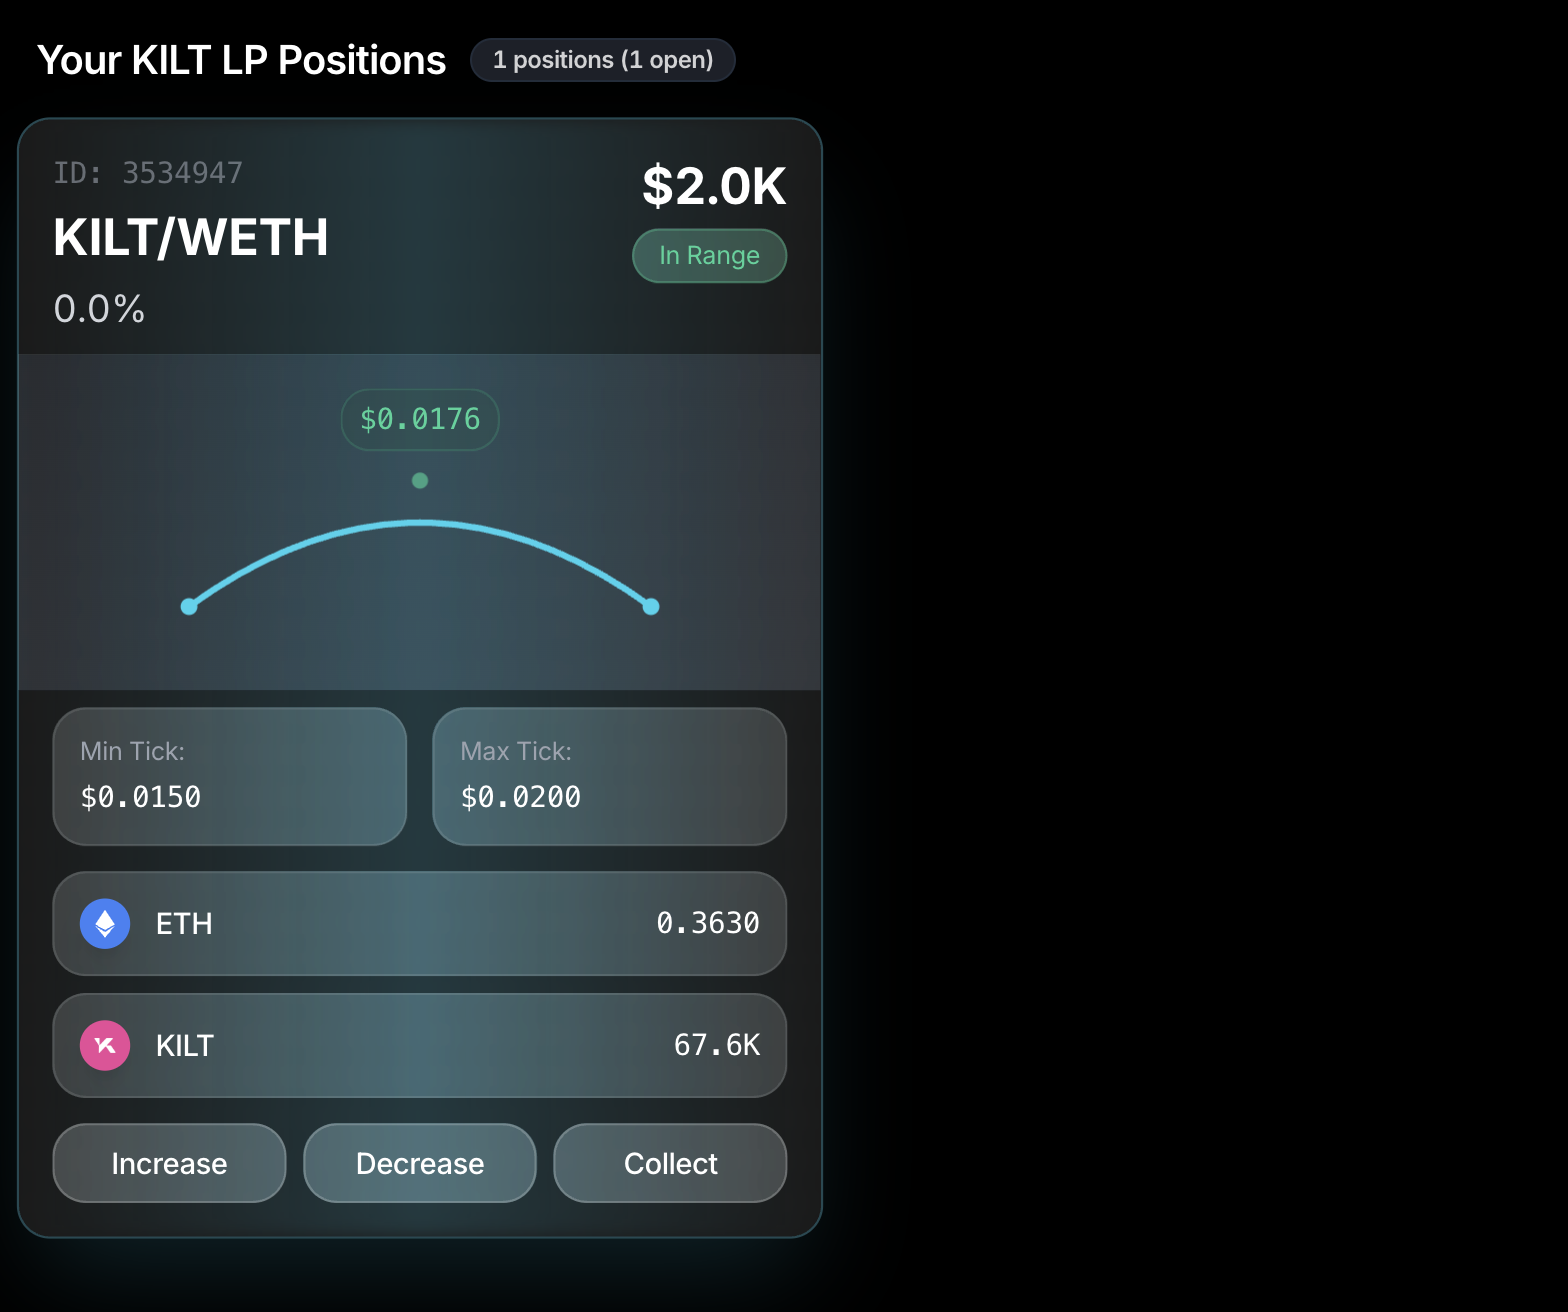 Your KILT LP Positions
1 positions (1 open)
ID: 3534947
$2.0K
KILT/WETH
In Range
0.0%
$0.0176
Min Tick:
$0.0150
Max Tick:
$0.0200
ETH
0.3630
KILT
67.6K
Increase
Decrease
Collect